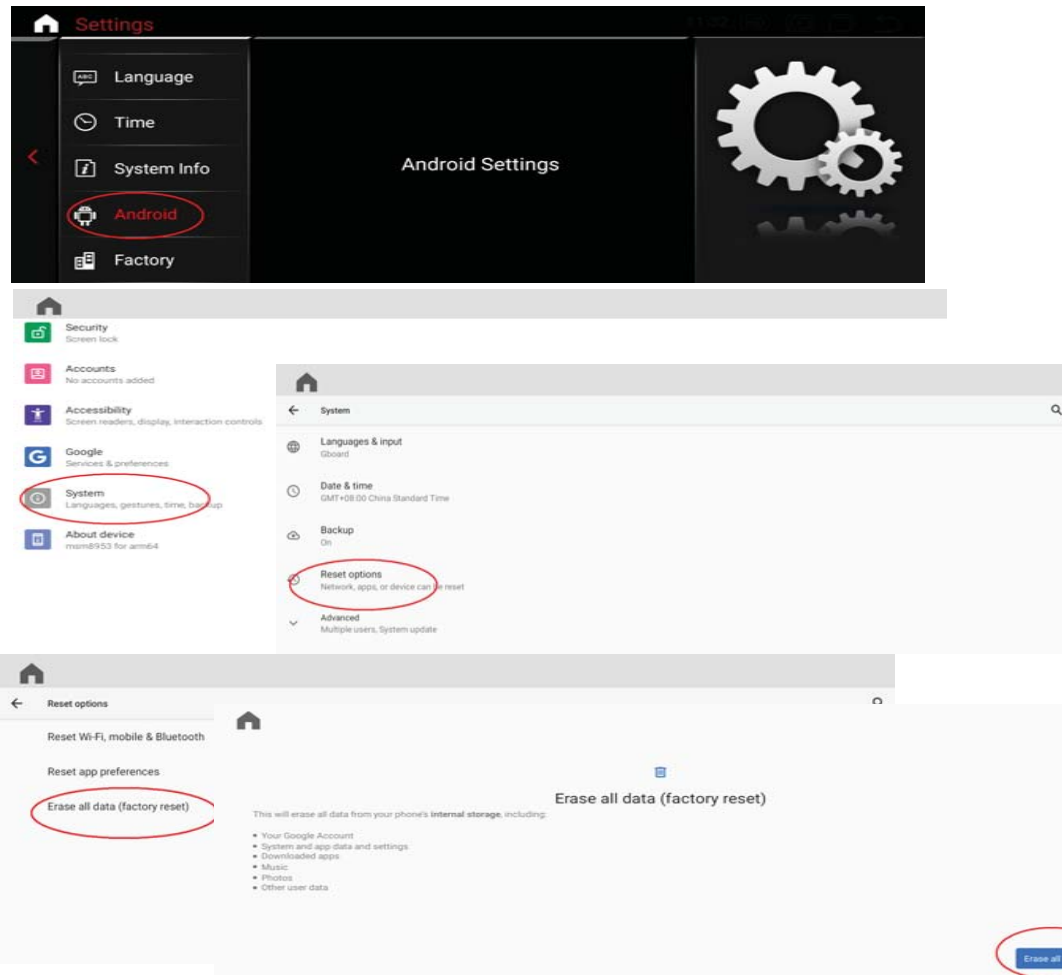 Settings
ABC Language
Time
System Info
Android
Factory
Android Settings
Security
Screen lock
Accounts
No accounts added
Accessibility
Screen readers, display, interaction controls
Google
Services & preferences
System
Languages, gestures, time, backup
About device
msm8953 for arm64
System
Languages & input
Gboard
Date & time
GMT+08:00 China Standard Time
Backup
On
Reset options
Network, apps, or device can be reset
Advanced
Multiple users, System update
Reset options
Reset Wi-Fi, mobile & Bluetooth
Reset app preferences
Erase all data (factory reset)
Erase all data (factory reset)
This will erase all data from your phone's internal storage, including:
• Your Google Account
• System and app data and settings
• Downloaded apps
• Music
• Photos
• Other user data
Erase all